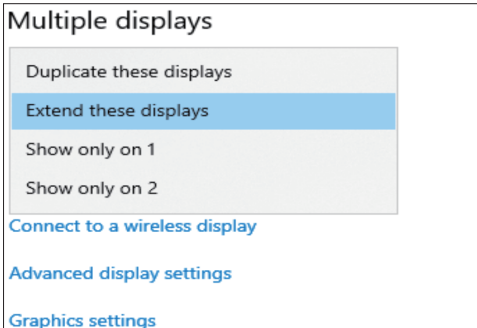 Multiple displays
Duplicate these displays
Extend these displays
Show only on 1
Show only on 2
Connect to a wireless display
Advanced display settings
Graphics settings